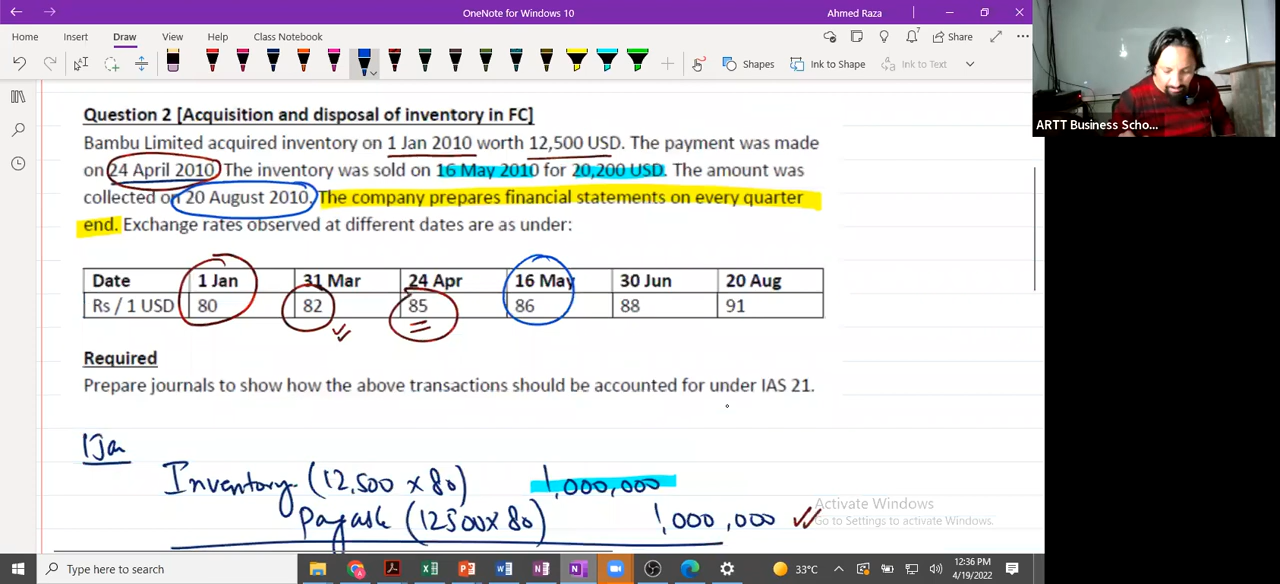 OneNote for Windows 10
Ahmed Raza
Home Insert Draw View Help Class Notebook
Share
Shapes Ink to Shape Ink to Text
Question 2 [Acquisition and disposal of inventory in FC]
Bambu Limited acquired inventory on 1 Jan 2010 worth 12,500 USD. The payment was made
on 24 April 2010 The inventory was sold on 16 May 2010 for 20,200 USD. The amount was
collected on 20 August 2010. The company prepares financial statements on every quarter
end. Exchange rates observed at different dates are as under:
Date 1 Jan 31 Mar 24 Apr 16 May 30 Jun 20 Aug
Rs / 1 USD 80 82 85 86 88 91
Required
Prepare journals to show how the above transactions should be accounted for under IAS 21.
1 Jan
Inventory (12,500 x 80) 1,000,000
Payable (12500x80) 1,000,000
Activate Windows
Go to Settings to activate Windows.
ARTT Business Scho...
Type here to search
33°C
12:36 PM
4/19/2022